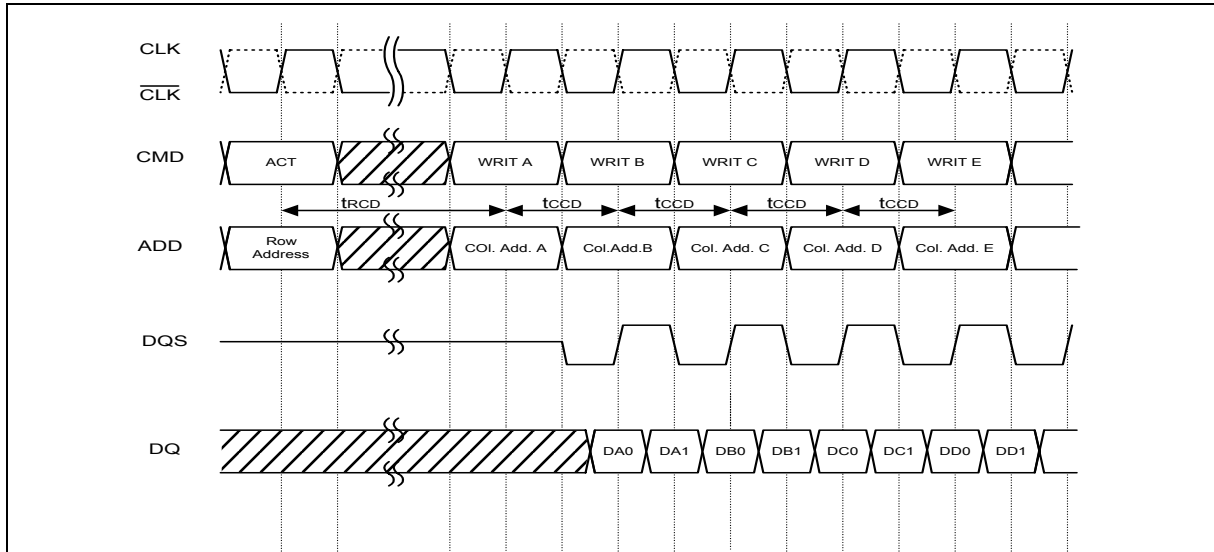 CLK
CLK
CMD
ACT
WRIT A
WRIT B
WRIT C
WRIT D
WRIT E
tRCD
tCCD
tCCD
tCCD
tCCD
ADD
Row
Address
COl. Add. A
Col.Add.B
Col. Add. C
Col. Add. D
Col. Add. E
DQS
DQ
DA0
DA1
DB0
DB1
DC0
DC1
DD0
DD1